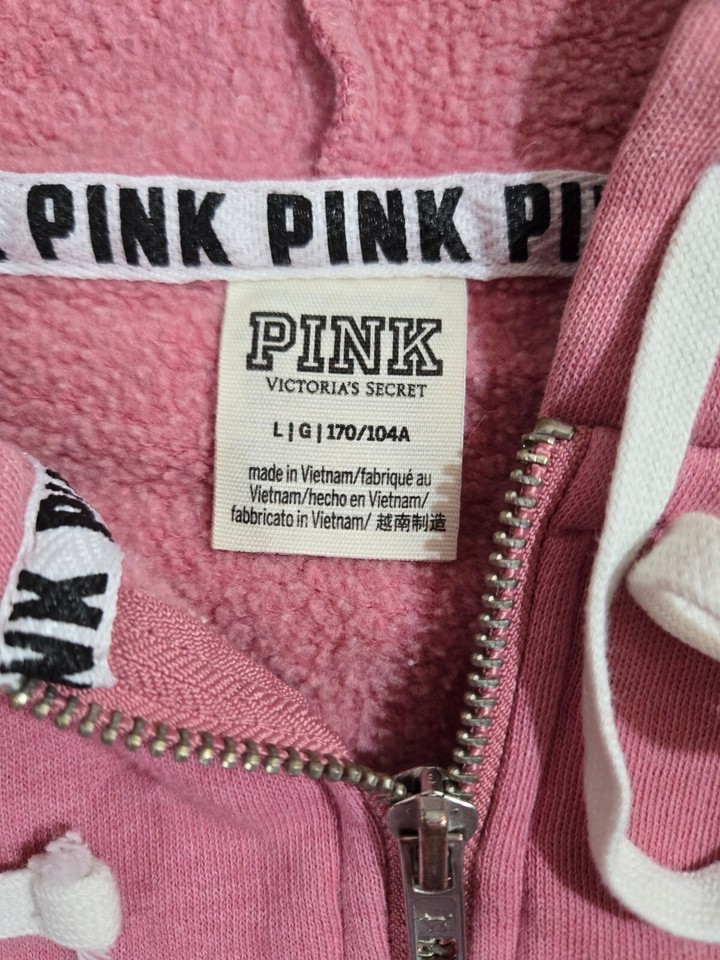 PINK PINK PI
PINK
VICTORIA'S SECRET
L | G | 170/104A
made in Vietnam/fabriqué au
Vietnam/hecho en Vietnam/
fabbricato in Vietnam/ 越南制造